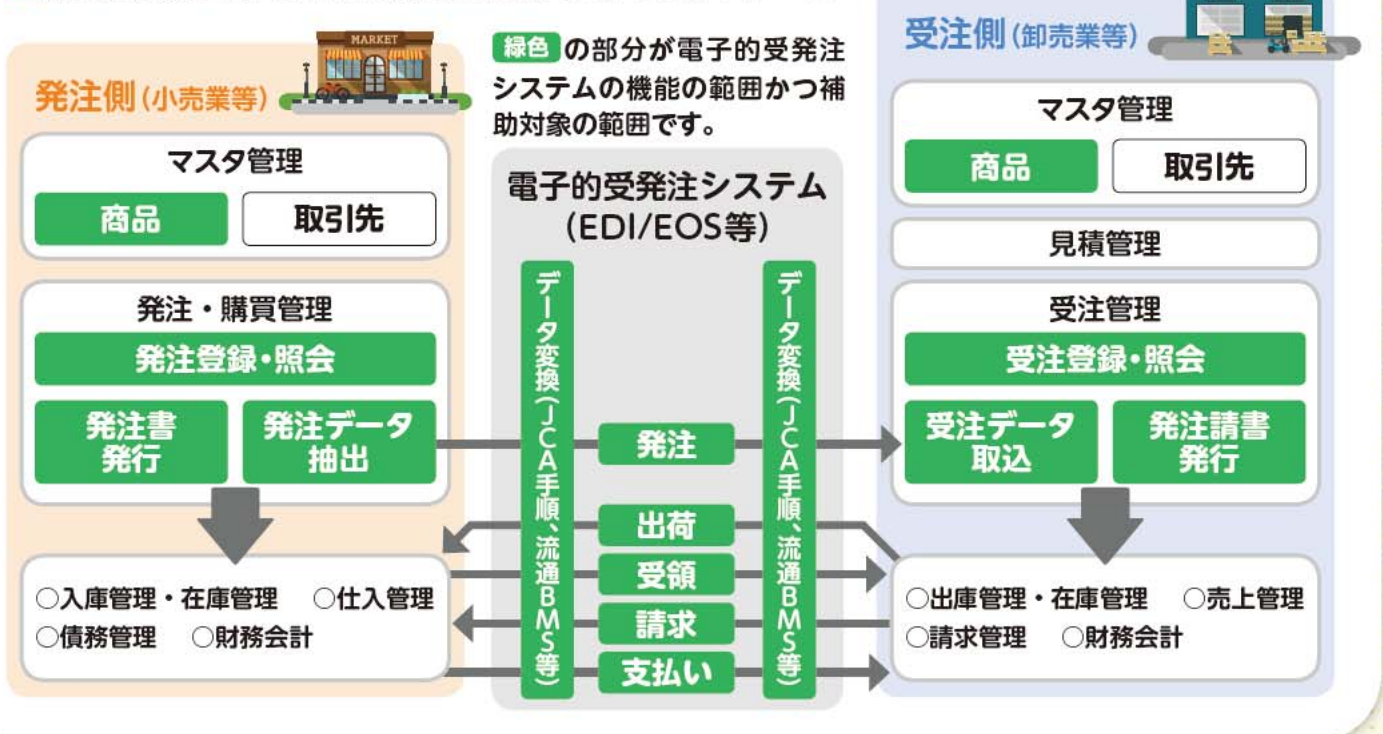 MARKET
発注側(小売業等)
マスタ管理
商品
取引先
発注・購買管理
発注登録・照会
発注書
発行
発注データ
抽出
○入庫管理・在庫管理 ○仕入管理
○債務管理 ○財務会計
緑色の部分が電子的受発注
システムの機能の範囲かつ補
助対象の範囲です。
電子的受発注システム
(EDI/EOS等)
データ変換(JCA手順、流通BMS等)
発注
出荷
受領
請求
支払い
データ変換(JCA手順、流通BMS等)
受注側(卸売業等)
マスタ管理
商品
取引先
見積管理
受注管理
受注登録・照会
受注データ
取込
発注請書
発行
○出庫管理・在庫管理 ○売上管理
○請求管理 ○財務会計